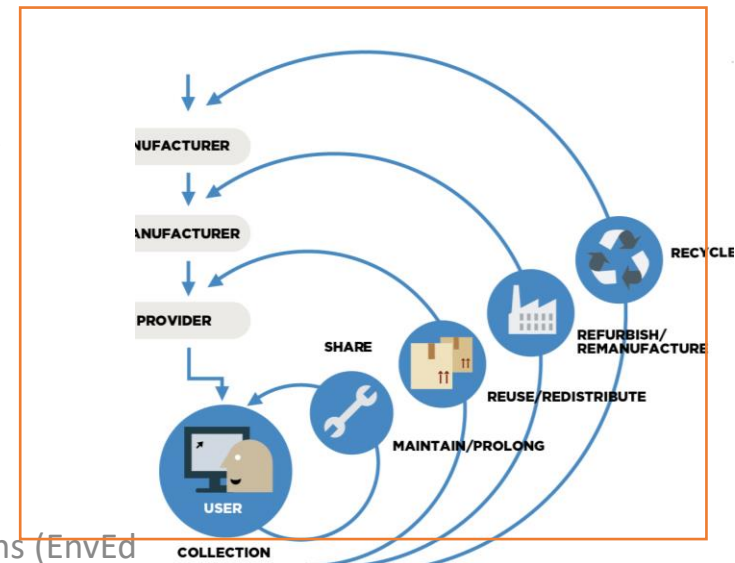 NUFACTURER
ANUFACTURER
RECYCLE
PROVIDER
REFURBISH/
REMANUFACTURE
SHARE
REUSE/REDISTRIBUTE
MAINTAIN/PROLONG
USER
ns (EnvEd
COLLECTION